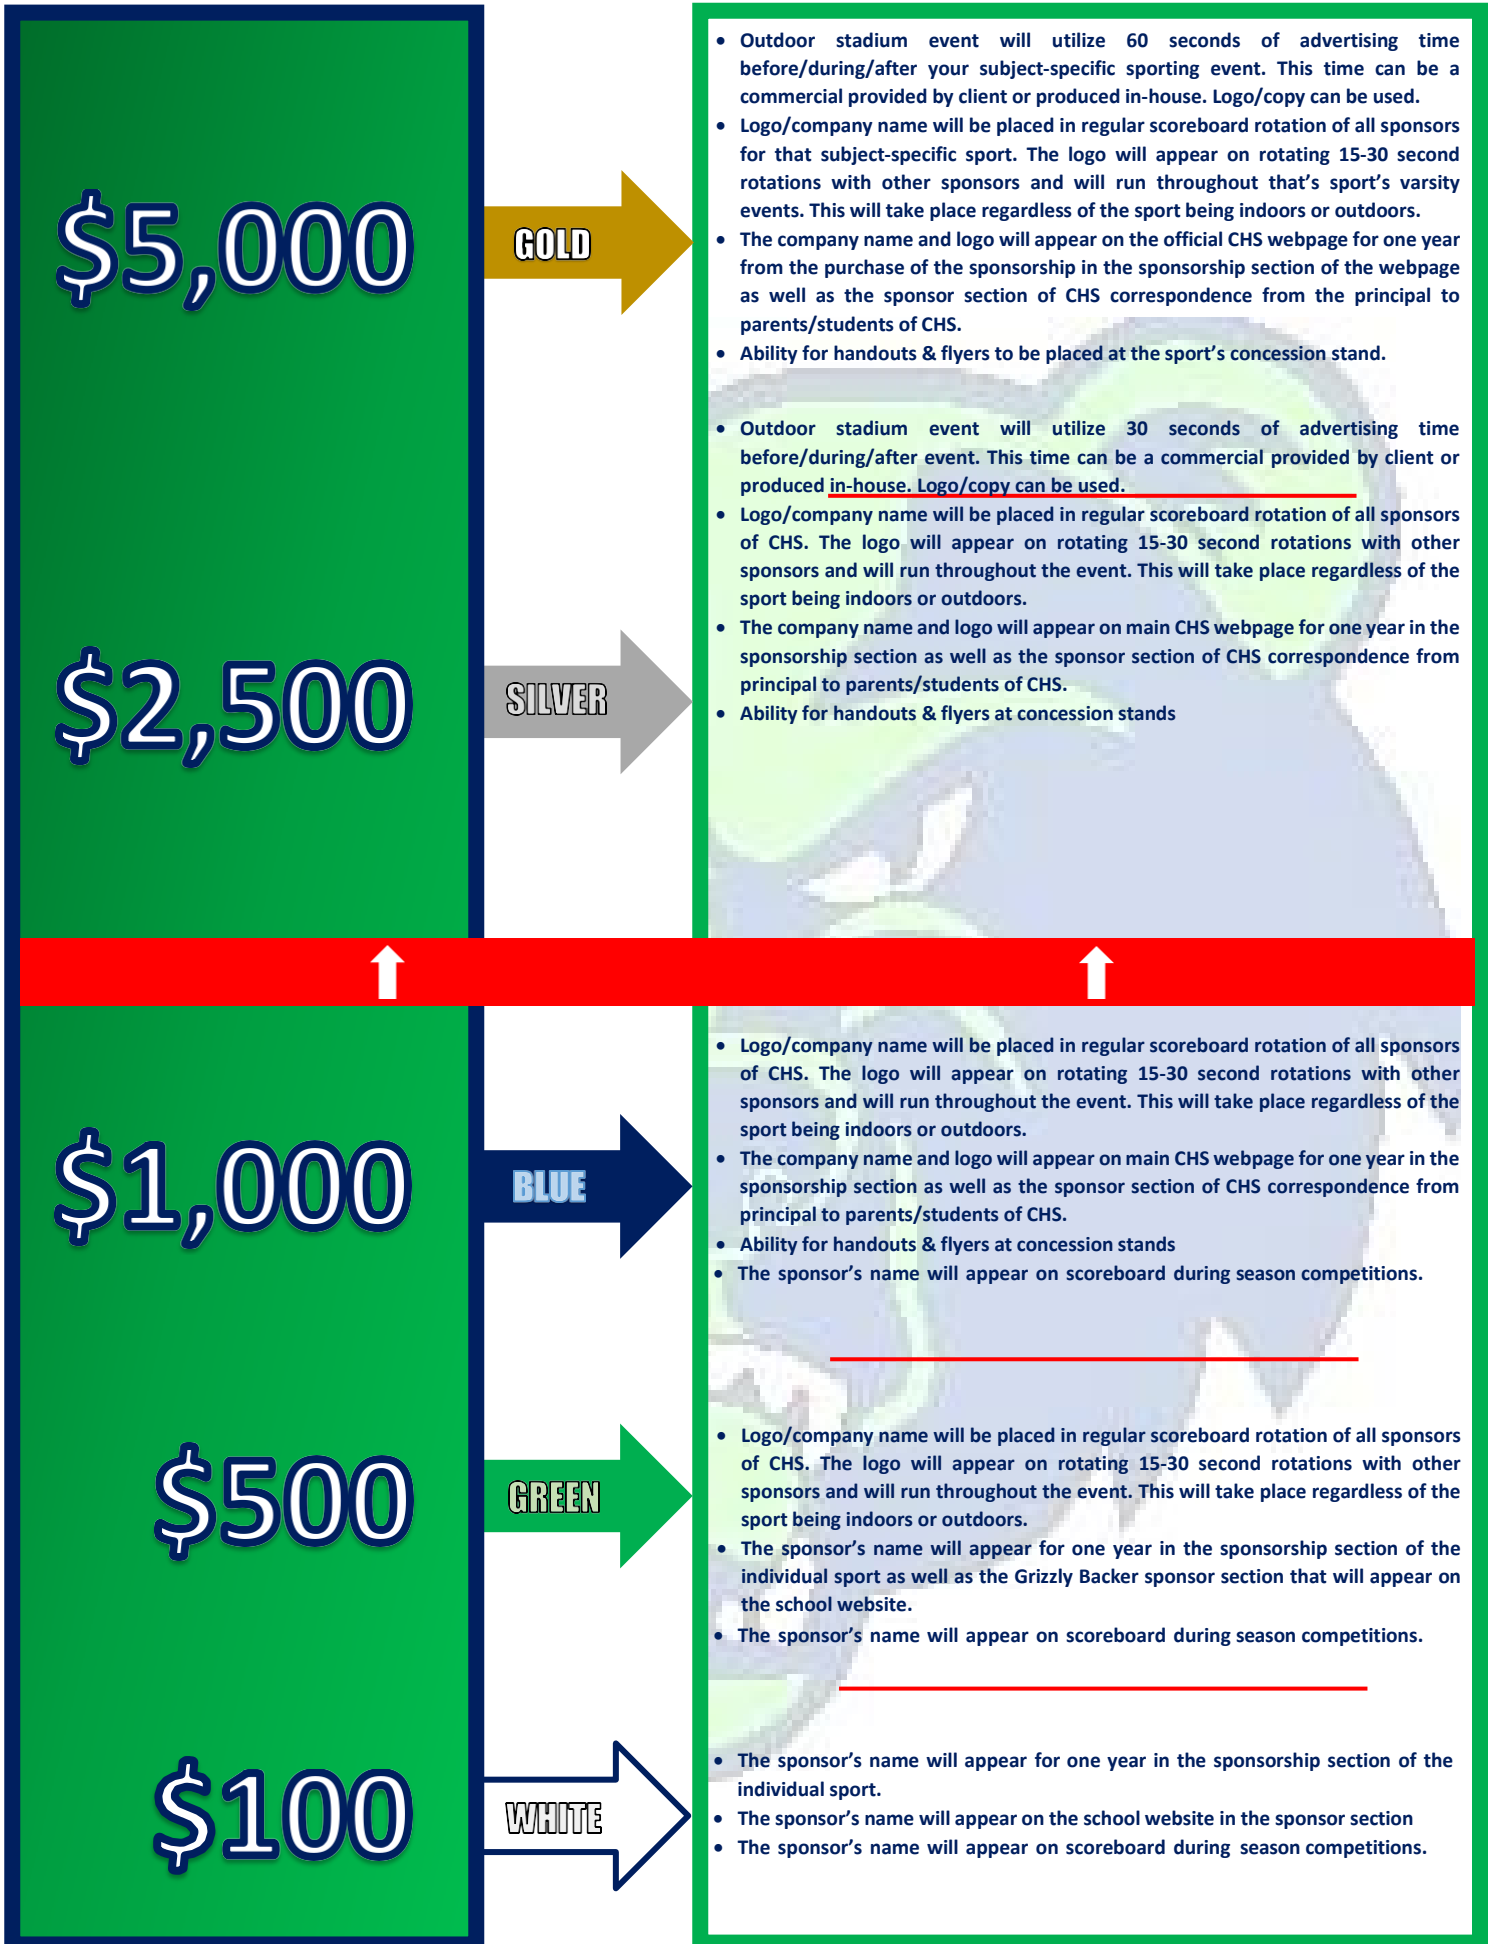 $5,000
GOLD
• Outdoor stadium event will utilize 60 seconds of advertising time
before/during/after your subject-specific sporting event. This time can be a
commercial provided by client or produced in-house. Logo/copy can be used.
• Logo/company name will be placed in regular scoreboard rotation of all sponsors
for that subject-specific sport. The logo will appear on rotating 15-30 second
rotations with other sponsors and will run throughout that's sport's varsity
events. This will take place regardless of the sport being indoors or outdoors.
• The company name and logo will appear on the official CHS webpage for one year
from the purchase of the sponsorship in the sponsorship section of the webpage
as well as the sponsor section of CHS correspondence from the principal to
parents/students of CHS.
• Ability for handouts & flyers to be placed at the sport's concession stand.
$2,500
SILVER
• Outdoor stadium event will utilize 30 seconds of advertising time
before/during/after event. This time can be a commercial provided by client or
produced in-house. Logo/copy can be used.
• Logo/company name will be placed in regular scoreboard rotation of all sponsors
of CHS. The logo will appear on rotating 15-30 second rotations with other
sponsors and will run throughout the event. This will take place regardless of the
sport being indoors or outdoors.
• The company name and logo will appear on main CHS webpage for one year in the
sponsorship section as well as the sponsor section of CHS correspondence from
principal to parents/students of CHS.
• Ability for handouts & flyers at concession stands
$1,000
BLUE
• Logo/company name will be placed in regular scoreboard rotation of all sponsors
of CHS. The logo will appear on rotating 15-30 second rotations with other
sponsors and will run throughout the event. This will take place regardless of the
sport being indoors or outdoors.
• The company name and logo will appear on main CHS webpage for one year in the
sponsorship section as well as the sponsor section of CHS correspondence from
principal to parents/students of CHS.
• Ability for handouts & flyers at concession stands
• The sponsor's name will appear on scoreboard during season competitions.
$500
GREEN
• Logo/company name will be placed in regular scoreboard rotation of all sponsors
of CHS. The logo will appear on rotating 15-30 second rotations with other
sponsors and will run throughout the event. This will take place regardless of the
sport being indoors or outdoors.
• The sponsor's name will appear for one year in the sponsorship section of the
individual sport as well as the Grizzly Backer sponsor section that will appear on
the school website.
• The sponsor's name will appear on scoreboard during season competitions.
$100
WHITE
• The sponsor's name will appear for one year in the sponsorship section of the
individual sport.
• The sponsor's name will appear on the school website in the sponsor section
• The sponsor's name will appear on scoreboard during season competitions.